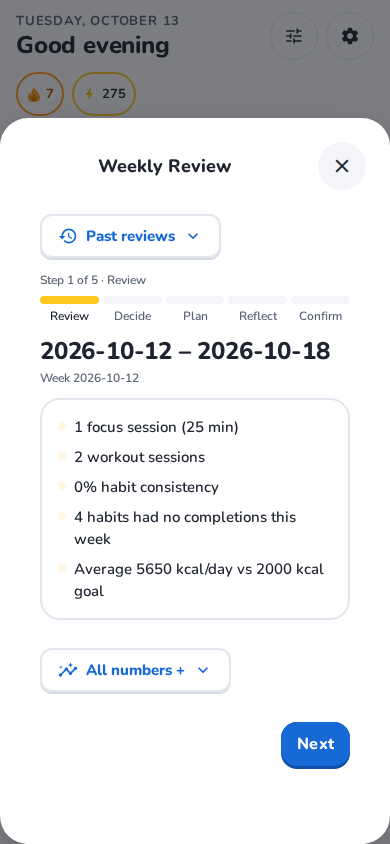 TUESDAY, OCTOBER 13
Good evening
7
275
Weekly Review
Past reviews
Step 1 of 5 · Review
Review Decide Plan Reflect Confirm
2026-10-12 – 2026-10-18
Week 2026-10-12
1 focus session (25 min)
2 workout sessions
0% habit consistency
4 habits had no completions this
week
Average 5650 kcal/day vs 2000 kcal
goal
All numbers +
Next